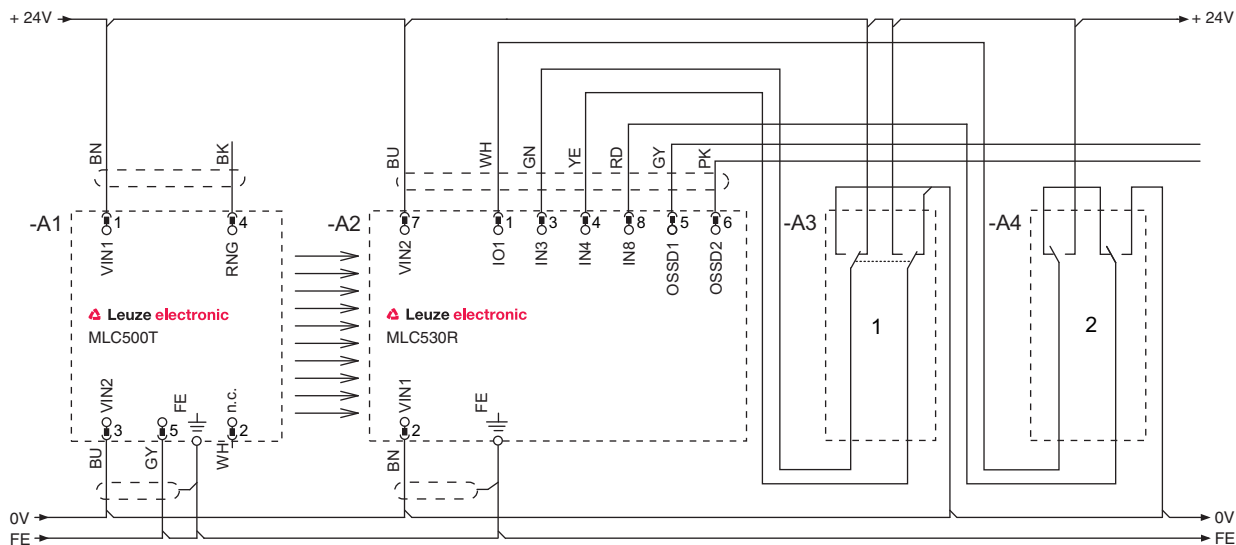 + 24V
+ 24V
BN
BK
BU
WH
GN
YE
RD
GY
PK
-A1
1
4
-A2
7
1
3
4
8
5
6
-A3
-A4
VIN1
RNG
VIN2
IO1
IN3
IN4
IN8
OSSD1
OSSD2
Leuze electronic
MLC500T
Leuze electronic
MLC530R
1
2
VIN2
FE
n.c.
VIN1
FE
3
5
2
2
BU
GY
WH
BN
0V
0V
FE
FE